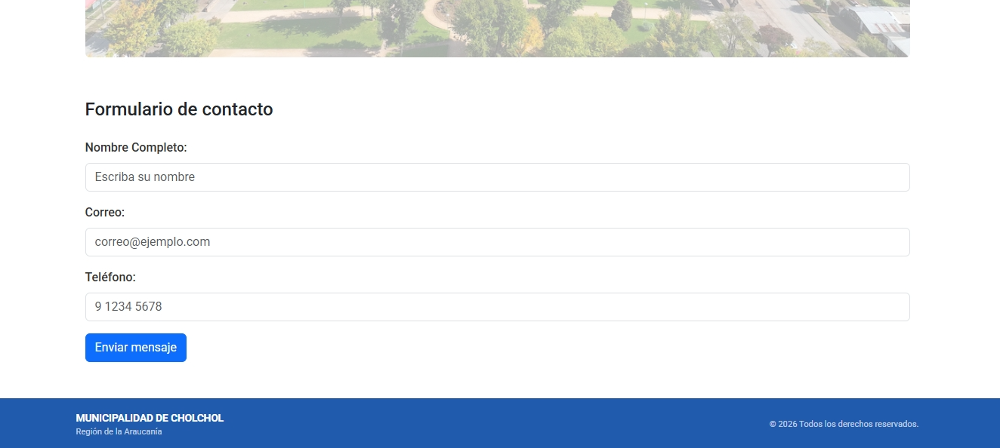 Formulario de contacto
Nombre Completo:
Escriba su nombre
Correo:
correo@ejemplo.com
Teléfono:
9 1234 5678
Enviar mensaje
MUNICIPALIDAD DE CHOLCHOL
Región de la Araucanía
© 2026 Todos los derechos reservados.